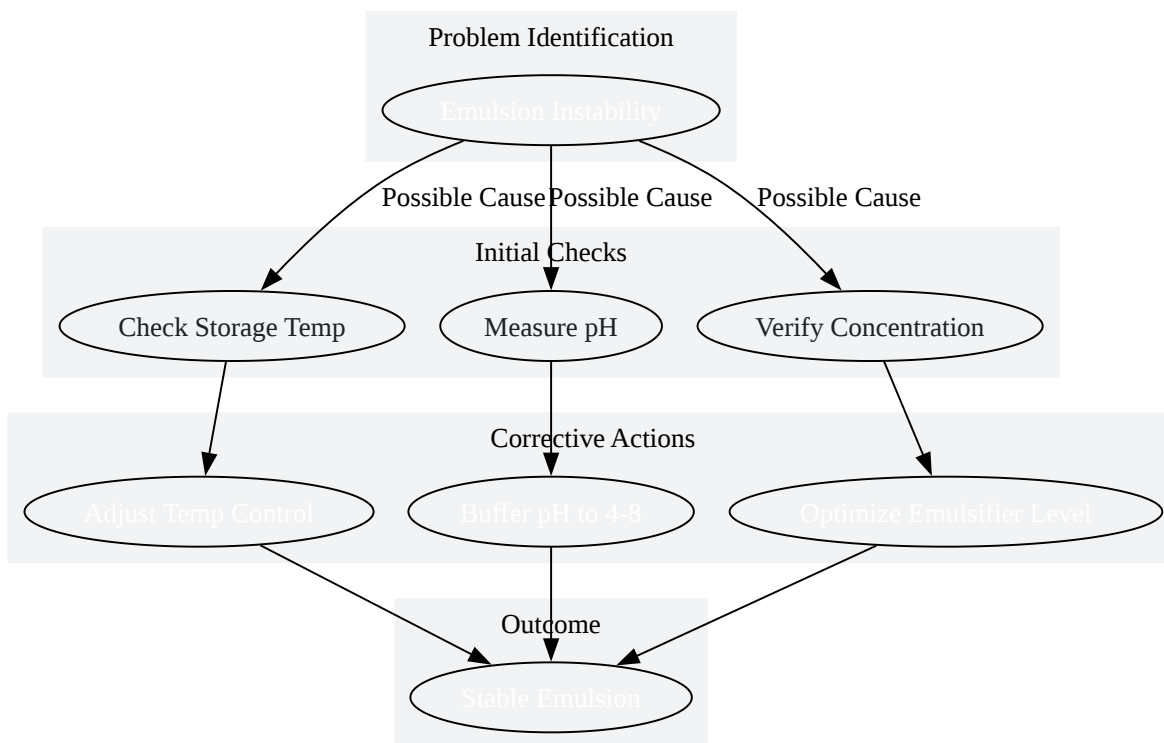 Problem Identification
Emulsion Instability
Possible Cause
Possible Cause
Possible Cause
Initial Checks
Check Storage Temp
Measure pH
Verify Concentration
Corrective Actions
Adjust Temp Control
Buffer pH to 4-8
Optimize Emulsifier Level
Outcome
Stable Emulsion